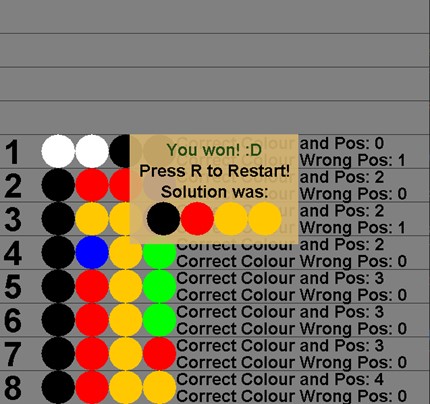 You won! :D
Press R to Restart!
Solution was:
1 Correct Colour and Pos: 0
Wrong Pos: 1
2 and Pos: 2
Wrong Pos: 0
3 and Pos: 2
Wrong Pos: 1
4 Correct Colour and Pos: 2
Correct Colour Wrong Pos: 0
5 Correct Colour and Pos: 3
Correct Colour Wrong Pos: 0
6 Correct Colour and Pos: 3
Correct Colour Wrong Pos: 0
7 Correct Colour and Pos: 3
Correct Colour Wrong Pos: 0
8 Correct Colour and Pos: 4
Correct Colour Wrong Pos: 0